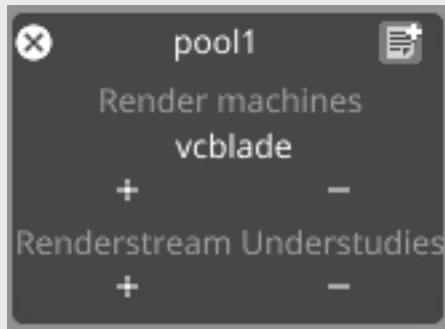 pool1
Render machines
vcblade
+ −
Renderstream Understudies
+ −